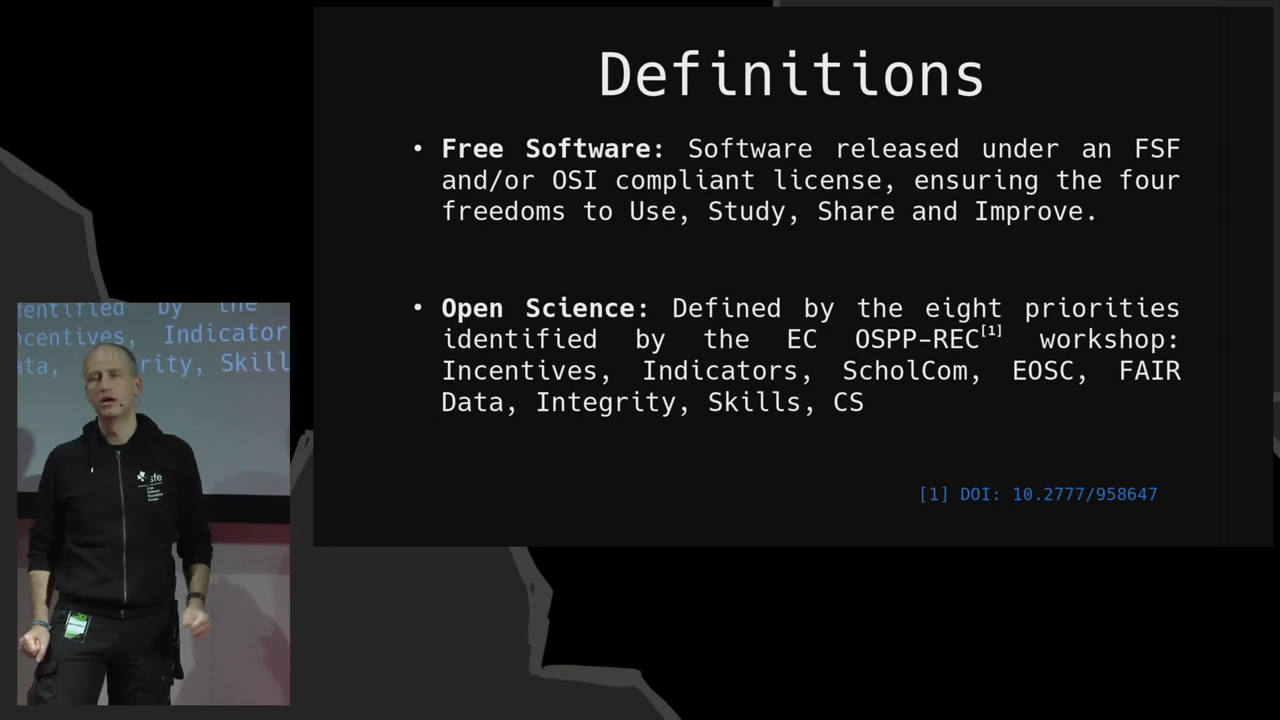 Definitions
• Free Software: Software released under an FSF
and/or OSI compliant license, ensuring the four
freedoms to Use, Study, Share and Improve.
• Open Science: Defined by the eight priorities
identified by the EC OSPP-REC[1] workshop:
Incentives, Indicators, ScholCom, EOSC, FAIR
Data, Integrity, Skills, CS
[1] DOI: 10.2777/958647
dentified by the
ncentives, Indicator
ata, rity, Skill
sfe